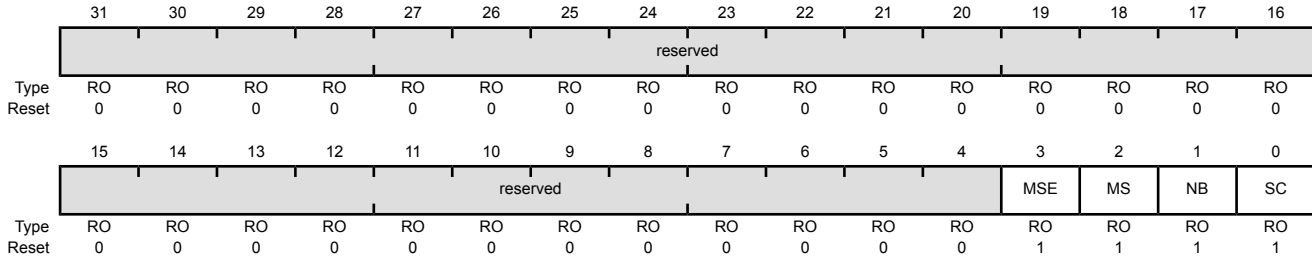 31 30 29 28 27 26 25 24 23 22 21 20 19 18 17 16
reserved
Type RO RO RO RO RO RO RO RO RO RO RO RO RO RO RO RO
Reset 0 0 0 0 0 0 0 0 0 0 0 0 0 0 0 0
15 14 13 12 11 10 9 8 7 6 5 4 3 2 1 0
reserved MSE MS NB SC
Type RO RO RO RO RO RO RO RO RO RO RO RO RO RO RO RO
Reset 0 0 0 0 0 0 0 0 0 0 0 0 1 1 1 1